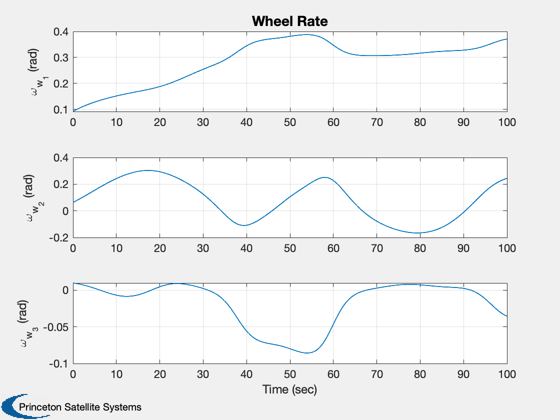 Wheel Rate
0.4
0.3
0.2
0.1
ω_w_1 (rad)
0 10 20 30 40 50 60 70 80 90 100
0.4
0.2
0
-0.2
ω_w_2 (rad)
0 10 20 30 40 50 60 70 80 90 100
0
-0.05
-0.1
ω_w_3 (rad)
0 10 20 30 40 50 60 70 80 90 100
Time (sec)
Princeton Satellite Systems